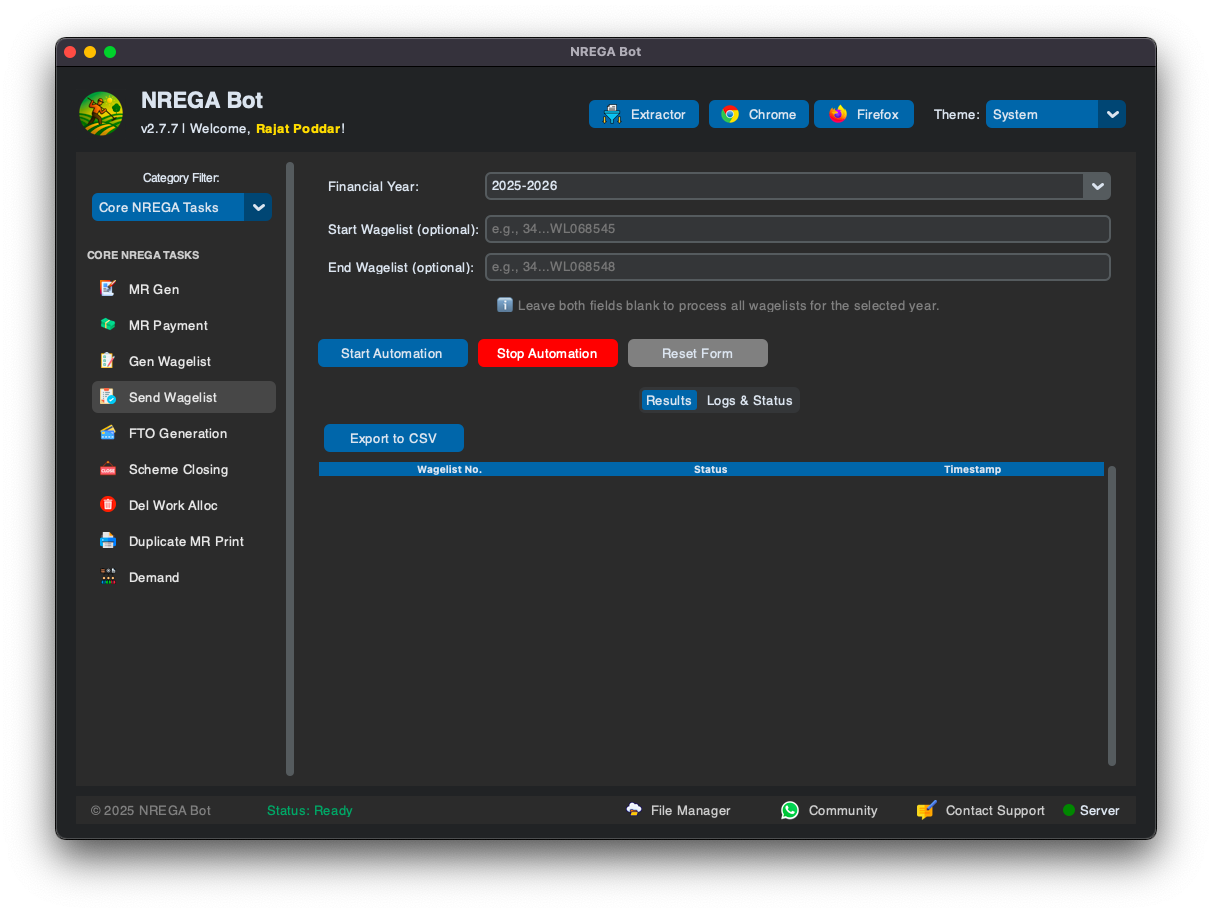 NREGA Bot
NREGA Bot
v2.7.7 | Welcome, Rajat Poddar!
Extractor
Chrome
Firefox
Theme:
System
Category Filter:
Core NREGA Tasks
CORE NREGA TASKS
MR Gen
MR Payment
Gen Wagelist
Send Wagelist
FTO Generation
Scheme Closing
Del Work Alloc
Duplicate MR Print
Demand
Financial Year:
2025-2026
Start Wagelist (optional):
e.g., 34...WL068545
End Wagelist (optional):
e.g., 34...WL068548
Leave both fields blank to process all wagelists for the selected year.
Start Automation
Stop Automation
Reset Form
Results
Logs & Status
Export to CSV
Wagelist No.
Status
Timestamp
© 2025 NREGA Bot
Status: Ready
File Manager
Community
Contact Support
Server